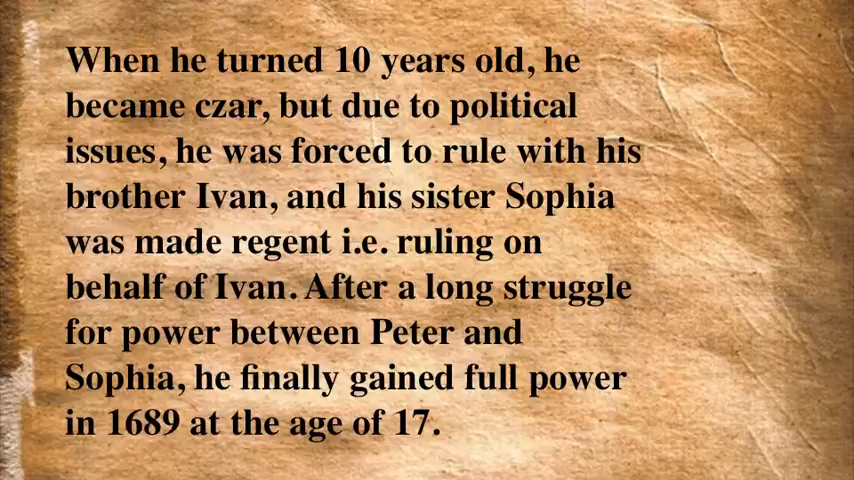 When he turned 10 years old, he
became czar, but due to political
issues, he was forced to rule with his
brother Ivan, and his sister Sophia
was made regent i.e. ruling on
behalf of Ivan. After a long struggle
for power between Peter and
Sophia, he finally gained full power
in 1689 at the age of 17.